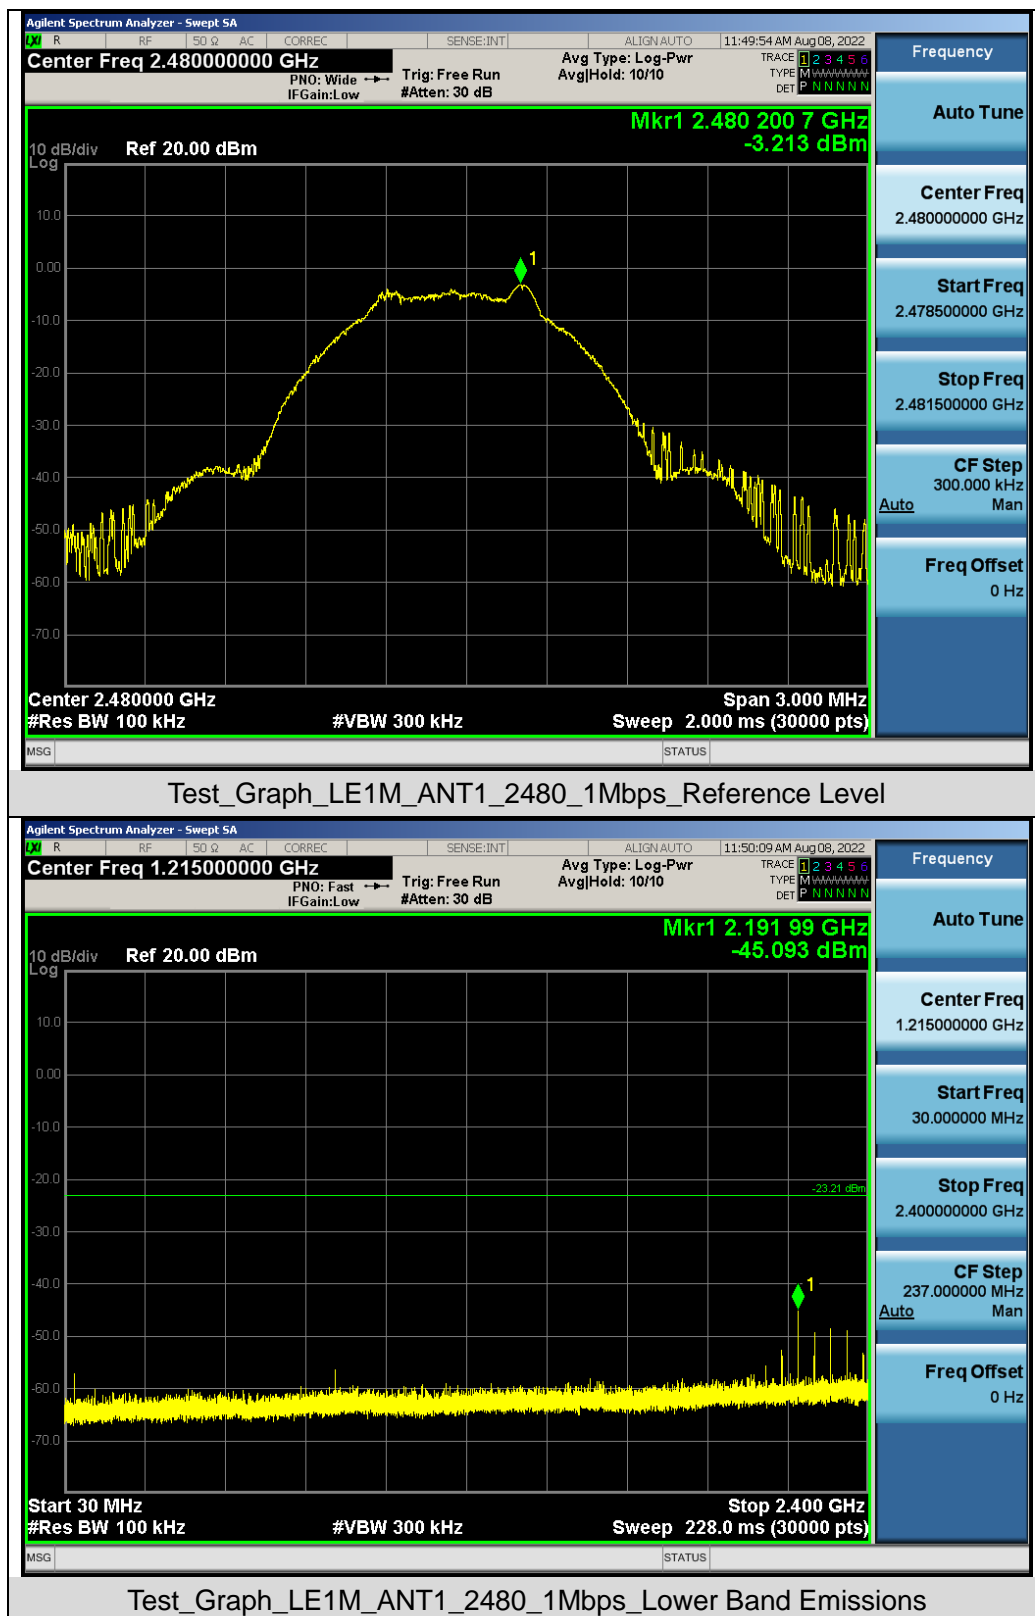 Agilent Spectrum Analyzer - Swept SA
LXI R RF 50 Ω AC CORREC SENSE:INT ALIGN AUTO 11:49:54 AM Aug 08, 2022
Center Freq 2.480000000 GHz
PNO: Wide
IFGain:Low
Trig: Free Run
#Atten: 30 dB
Avg Type: Log-Pwr
Avg|Hold: 10/10
TRACE 1 2 3 4 5 6
TYPE M WWWWW
DET P N N N N N
Mkr1 2.480 200 7 GHz
-3.213 dBm
10 dB/div Ref 20.00 dBm
Log
10.0
0.00
1
-10.0
-20.0
-30.0
-40.0
-50.0
-60.0
-70.0
Center 2.480000 GHz Span 3.000 MHz
#Res BW 100 kHz #VBW 300 kHz Sweep 2.000 ms (30000 pts)
MSG STATUS
Frequency
Auto Tune
Center Freq
2.480000000 GHz
Start Freq
2.478500000 GHz
Stop Freq
2.481500000 GHz
CF Step
300.000 kHz
Auto Man
Freq Offset
0 Hz
Test_Graph_LE1M_ANT1_2480_1Mbps_Reference Level
Agilent Spectrum Analyzer - Swept SA
LXI R RF 50 Ω AC CORREC SENSE:INT ALIGN AUTO 11:50:09 AM Aug 08, 2022
Center Freq 1.215000000 GHz
PNO: Fast
IFGain:Low
Trig: Free Run
#Atten: 30 dB
Avg Type: Log-Pwr
Avg|Hold: 10/10
TRACE 1 2 3 4 5 6
TYPE M WWWWW
DET P N N N N N
Mkr1 2.191 99 GHz
-45.093 dBm
10 dB/div Ref 20.00 dBm
Log
10.0
0.00
-10.0
-20.0
-23.21 dBm
-30.0
-40.0
1
-50.0
-60.0
-70.0
Start 30 MHz Stop 2.400 GHz
#Res BW 100 kHz #VBW 300 kHz Sweep 228.0 ms (30000 pts)
MSG STATUS
Frequency
Auto Tune
Center Freq
1.215000000 GHz
Start Freq
30.000000 MHz
Stop Freq
2.400000000 GHz
CF Step
237.000000 MHz
Auto Man
Freq Offset
0 Hz
Test_Graph_LE1M_ANT1_2480_1Mbps_Lower Band Emissions